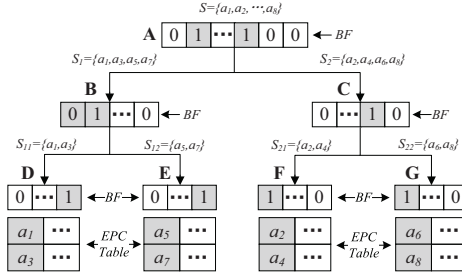 S={a1,a2, ···,a8}
A 0 1 ··· 1 0 0 BF
S1={a1,a3,a5,a7} S2={a2,a4,a6,a8}
B C
0 1 ··· 0 BF 0 ··· 1 0 BF
S11={a1,a3} S12={a5,a7} S21={a2,a4} S22={a6,a8}
D E F G
0 ··· 1 BF 0 ··· 1 1 ··· 0 BF 1 ··· 0
a1 ··· EPC a5 ··· a2 ··· EPC a6 ···
a3 ··· Table a7 ··· a4 ··· Table a8 ···